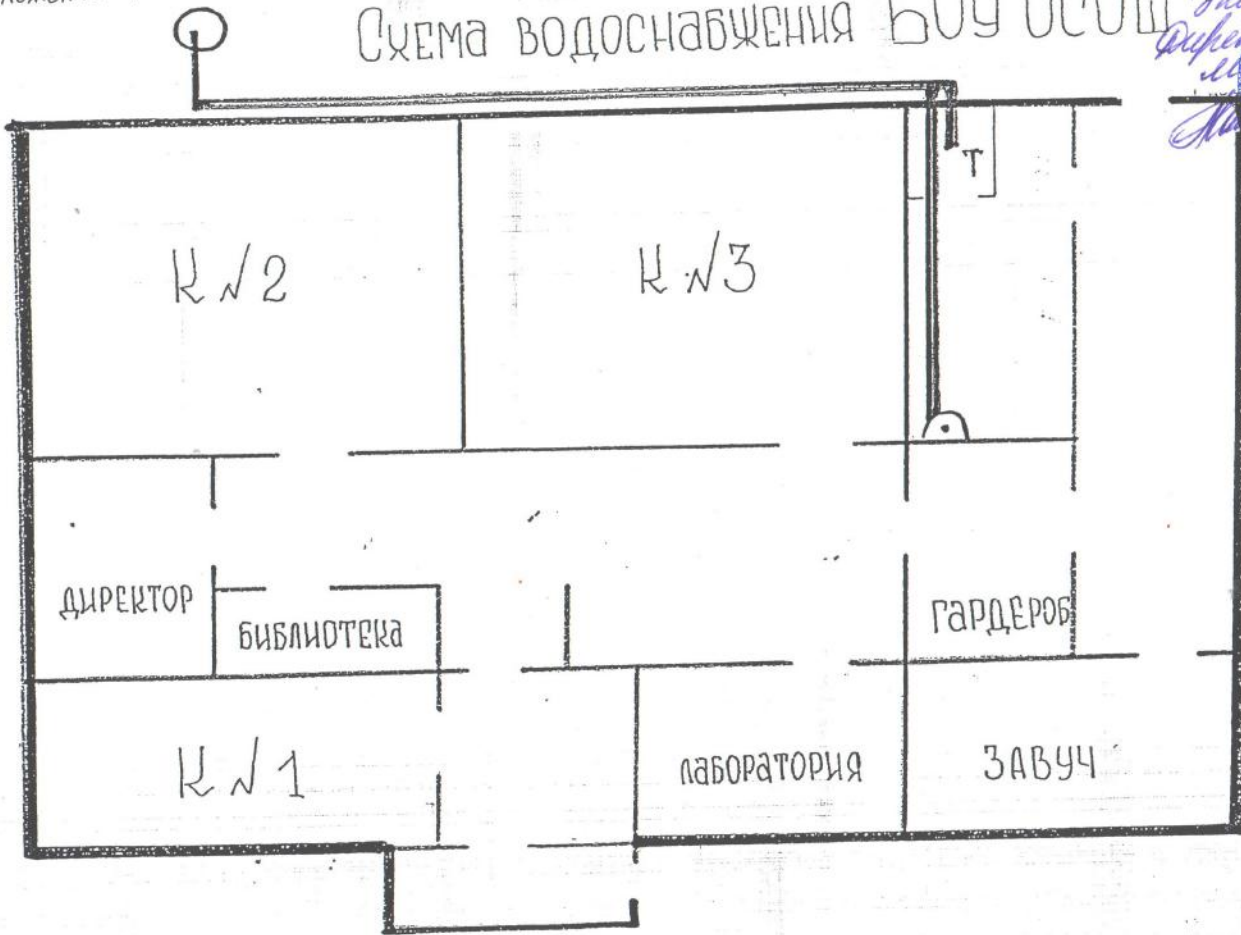 Схема водоснабжения БОУ ОСОШ
Т
К №2
К №3
ДИРЕКТОР
БИБЛИОТЕКА
ГАРДЕРОБ
К №1
ЛАБОРАТОРИЯ
ЗАВУЧ